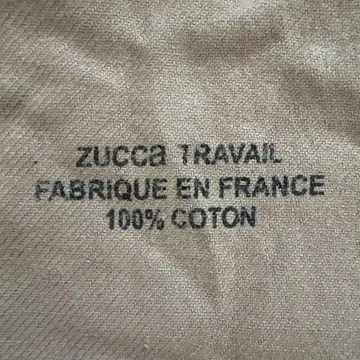 ZUCCa TRAVAIL
FABRIQUE EN FRANCE
100% COTON